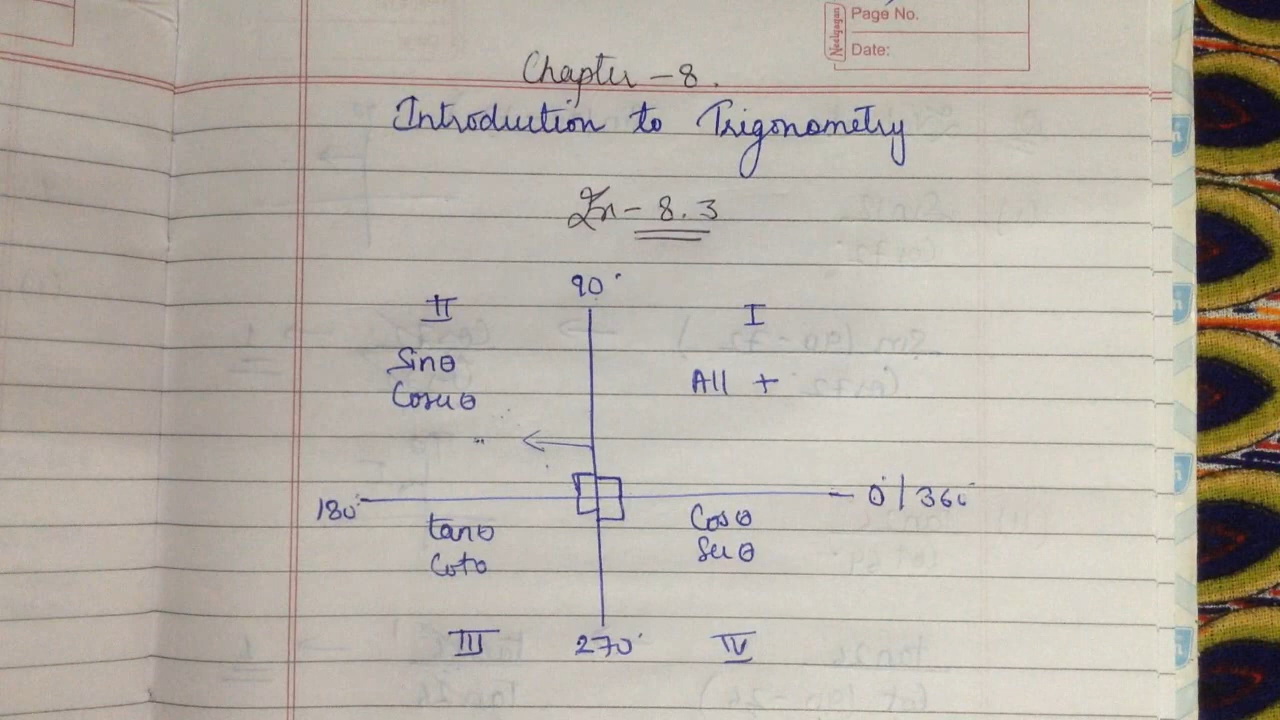 Neelgagan
Page No.
Date:
Chapter - 8.
Introduction to Trigonometry
Ex - 8.3
90°
II
I
Sinθ
All +
Cosecθ
180°
0°/360°
tanθ
Cosθ
Cotθ
Secθ
III
270°
IV